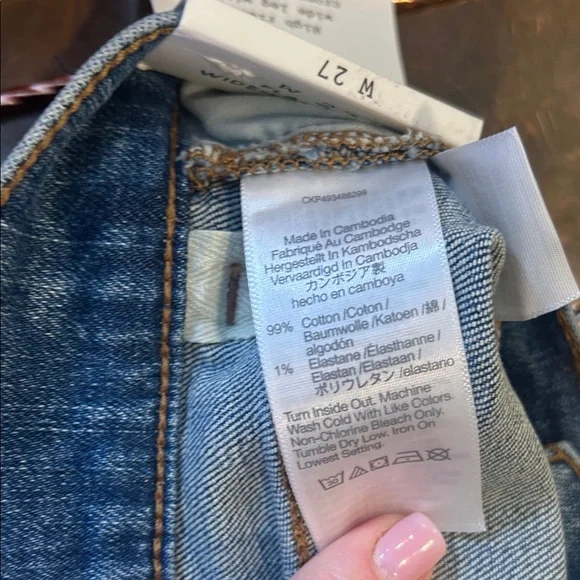 W 27
CKP493488299
Made In Cambodia
Fabriqué Au Cambodge
Hergestellt In Kambodscha
Vervaardigd In Cambodja
カンボジア製
hecho en camboya
99% Cotton /Coton /
Baumwolle /Katoen /綿 /
algodón
1% Elastane /Élasthanne /
Elastan /Elastaan /
ポリウレタン /elastano
Turn Inside Out. Machine
Wash Cold With Like Colors.
Non-Chlorine Bleach Only.
Tumble Dry Low. Iron On
Lowest Setting.